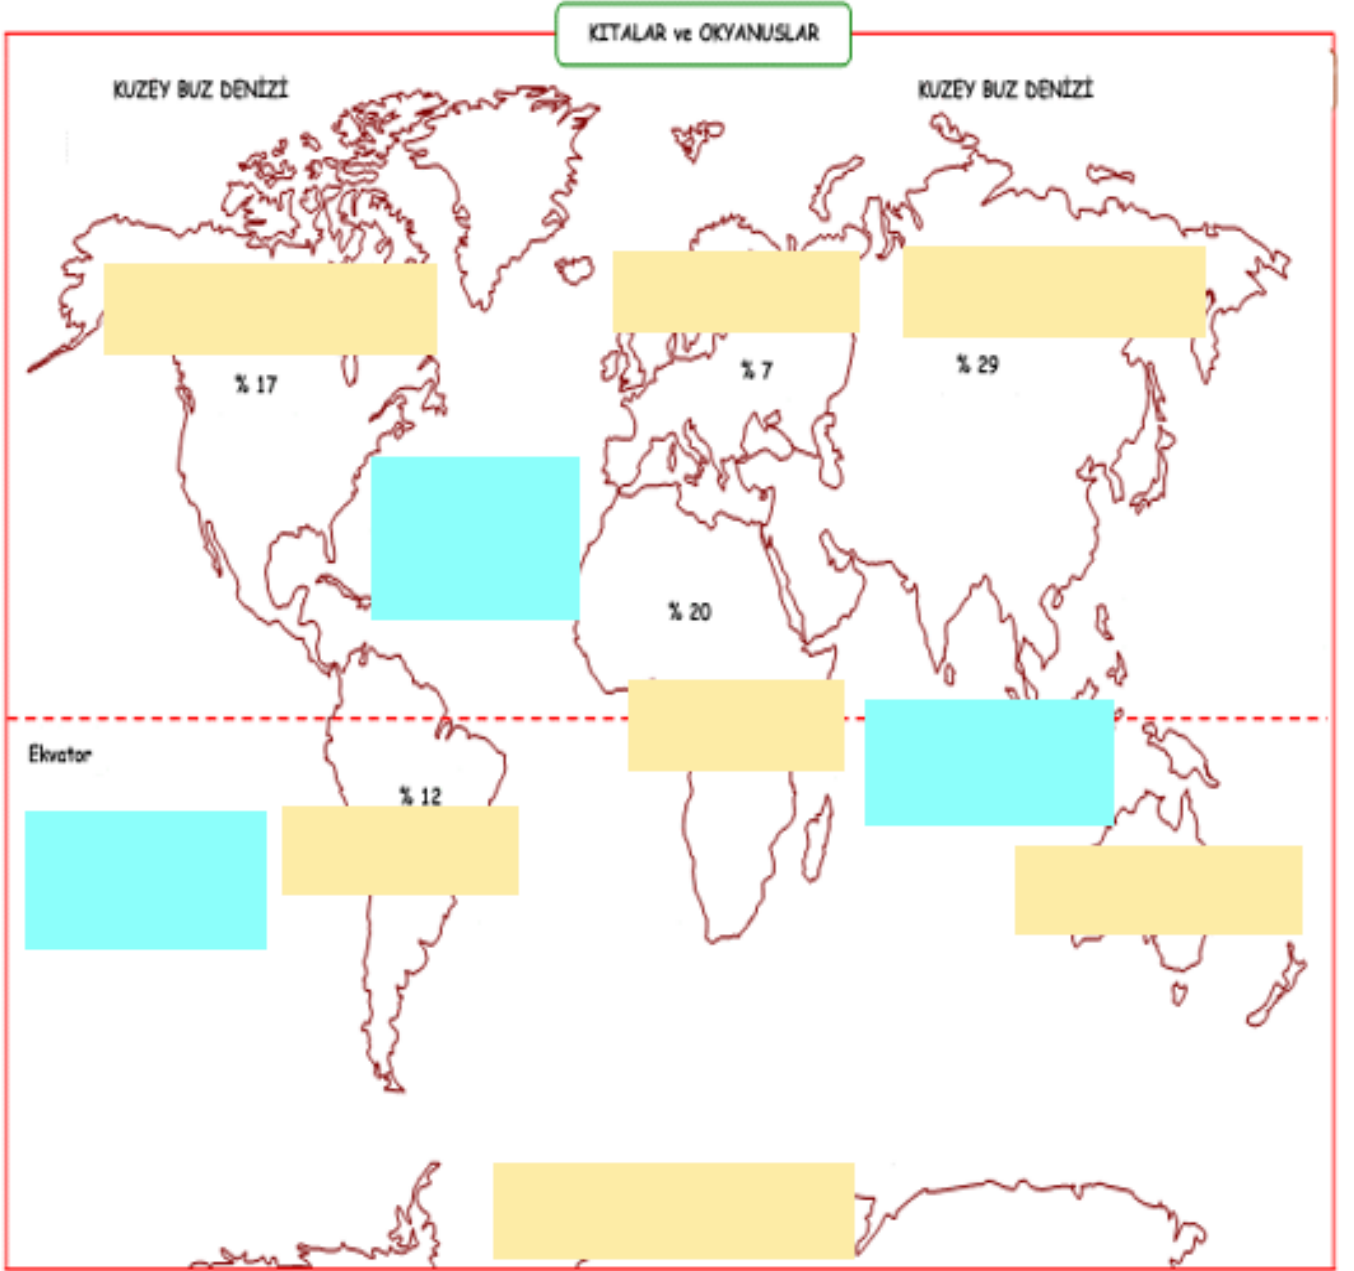 KITALAR ve OKYANUSLAR
KUZEY BUZ DENİZİ
KUZEY BUZ DENİZİ
% 17
% 7
% 29
% 20
Ekvator
% 12